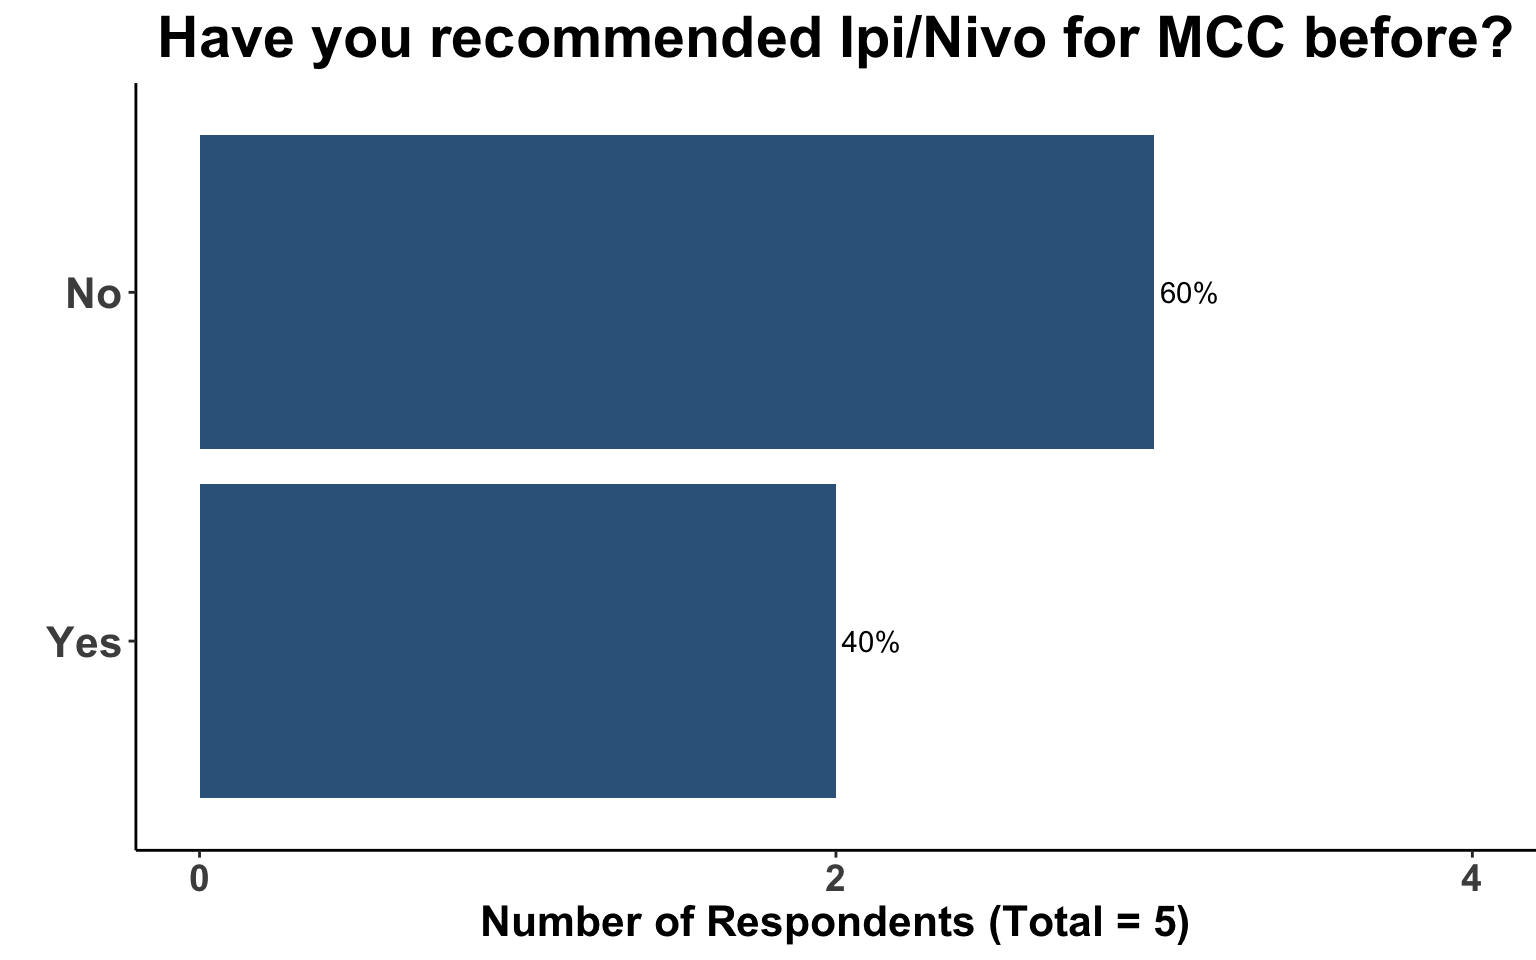 Have you recommended Ipi/Nivo for MCC before?
No
60%
Yes
40%
0 2 4
Number of Respondents (Total = 5)